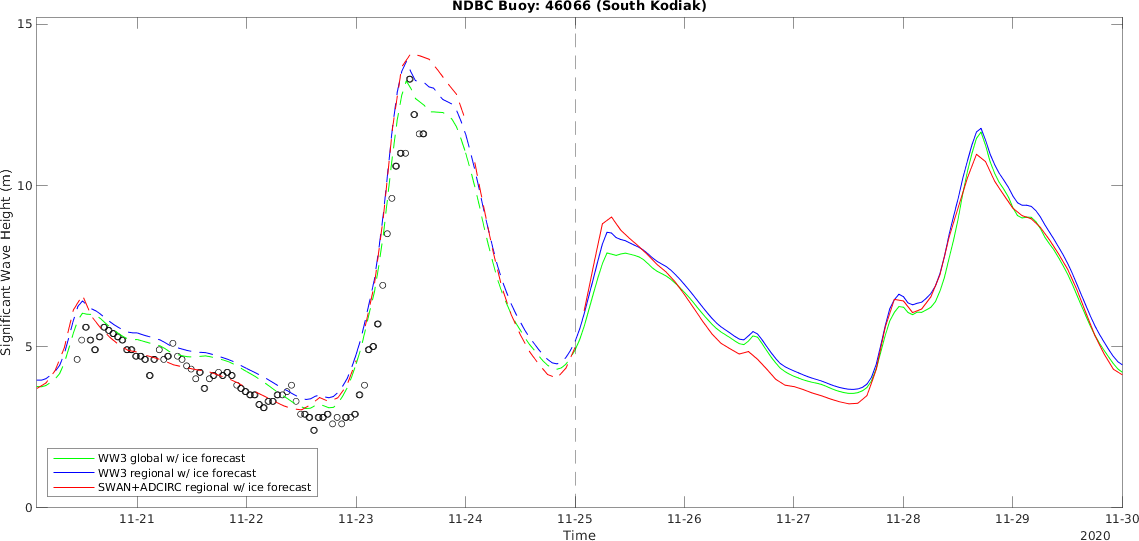 NDBC Buoy: 46066 (South Kodiak)
15
10
5
0
Significant Wave Height (m)
WW3 global w/ ice forecast
WW3 regional w/ ice forecast
SWAN+ADCIRC regional w/ ice forecast
11-21 11-22 11-23 11-24 11-25 11-26 11-27 11-28 11-29 11-30
Time
2020